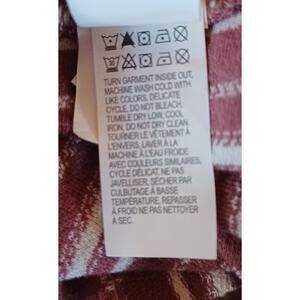 TURN GARMENT INSIDE OUT,
MACHINE WASH COLD WITH
LIKE COLORS, DELICATE
CYCLE, DO NOT BLEACH.
TUMBLE DRY LOW, COOL
IRON, DO NOT DRY CLEAN.
TOURNER LE VÊTEMENT À
L'ENVERS, LAVER À LA
MACHINE À L'EAU FROIDE
AVEC COULEURS SIMILAIRES,
CYCLE DÉLICAT, NE PAS
JAVELLISER, SÉCHER PAR
CULBUTAGE À BASSE
TEMPÉRATURE, REPASSER
À FROID NE PAS NETTOYER
À SEC.